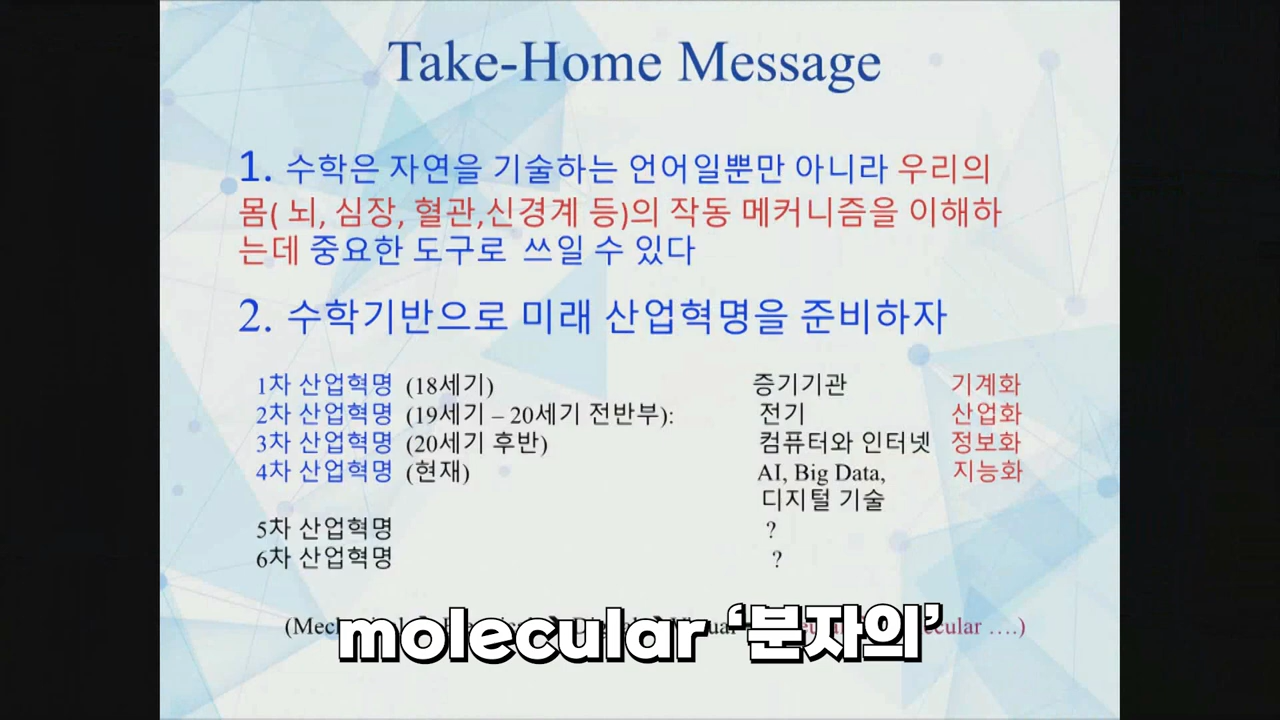 Take-Home Message
1. 수학은 자연을 기술하는 언어일뿐만 아니라 우리의
몸( 뇌, 심장, 혈관,신경계 등)의 작동 메커니즘을 이해하
는데 중요한 도구로 쓰일 수 있다
2. 수학기반으로 미래 산업혁명을 준비하자
1차 산업혁명 (18세기) 증기기관 기계화
2차 산업혁명 (19세기 – 20세기 전반부): 전기 산업화
3차 산업혁명 (20세기 후반) 컴퓨터와 인터넷 정보화
4차 산업혁명 (현재) AI, Big Data, 지능화
디지털 기술
5차 산업혁명 ?
6차 산업혁명 ?
molecular ‘분자의’